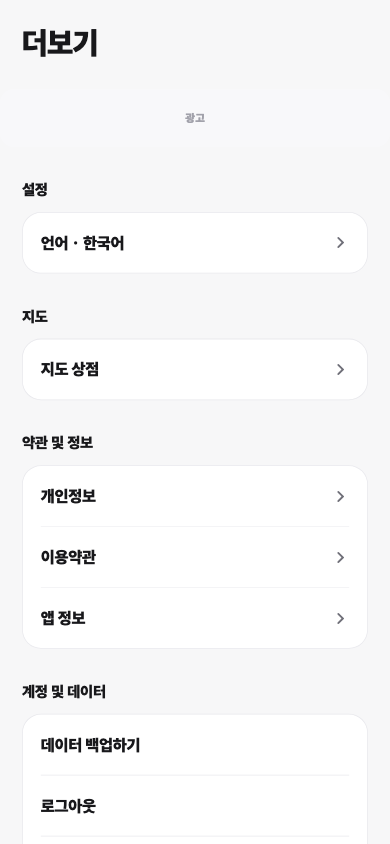 더보기
광고
설정
언어 · 한국어
지도
지도 상점
약관 및 정보
개인정보
이용약관
앱 정보
계정 및 데이터
데이터 백업하기
로그아웃